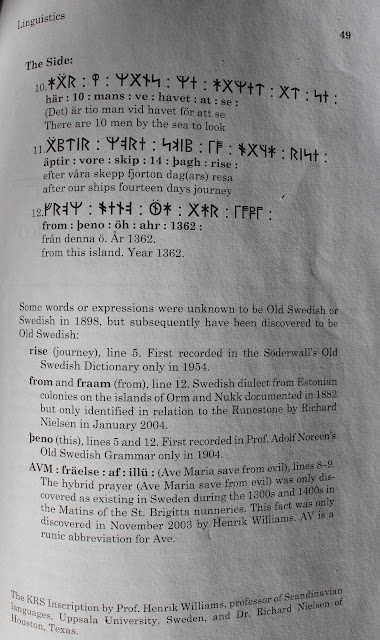 Linguistics
49
The Side:
10.
här : 10 : mans : ve : havet : at : se :
(Det) är tio man vid havet för att se
There are 10 men by the sea to look
11.
äptir : vore : skip : 14 : þagh : rise :
efter våra skepp fjorton dag(ars) resa
after our ships fourteen days journey
12.
from : þeno : öh : ahr : 1362 :
från denna ö. År 1362.
from this island. Year 1362.
Some words or expressions were unknown to be Old Swedish or
Swedish in 1898, but subsequently have been discovered to be
Old Swedish:
rise (journey), line 5. First recorded in the Söderwall's Old
Swedish Dictionary only in 1954.
from and fraam (from), line 12. Swedish dialect from Estonian
colonies on the islands of Orm and Nukk documented in 1882
but only identified in relation to the Runestone by Richard
Nielsen in January 2004.
þeno (this), lines 5 and 12. First recorded in Prof. Adolf Noreen's
Old Swedish Grammar only in 1904.
AVM : fräelse : af : illü : (Ave Maria save from evil), lines 8–9.
The hybrid prayer (Ave Maria save from evil) was only dis-
covered as existing in Sweden during the 1300s and 1400s in
the Matins of the St. Brigitta nunneries. This fact was only
discovered in November 2003 by Henrik Williams. AV is a
runic abbreviation for Ave.
The KRS Inscription by Prof. Henrik Williams, professor of Scandinavian
languages, Uppsala University, Sweden, and Dr. Richard Nielsen of
Houston, Texas.